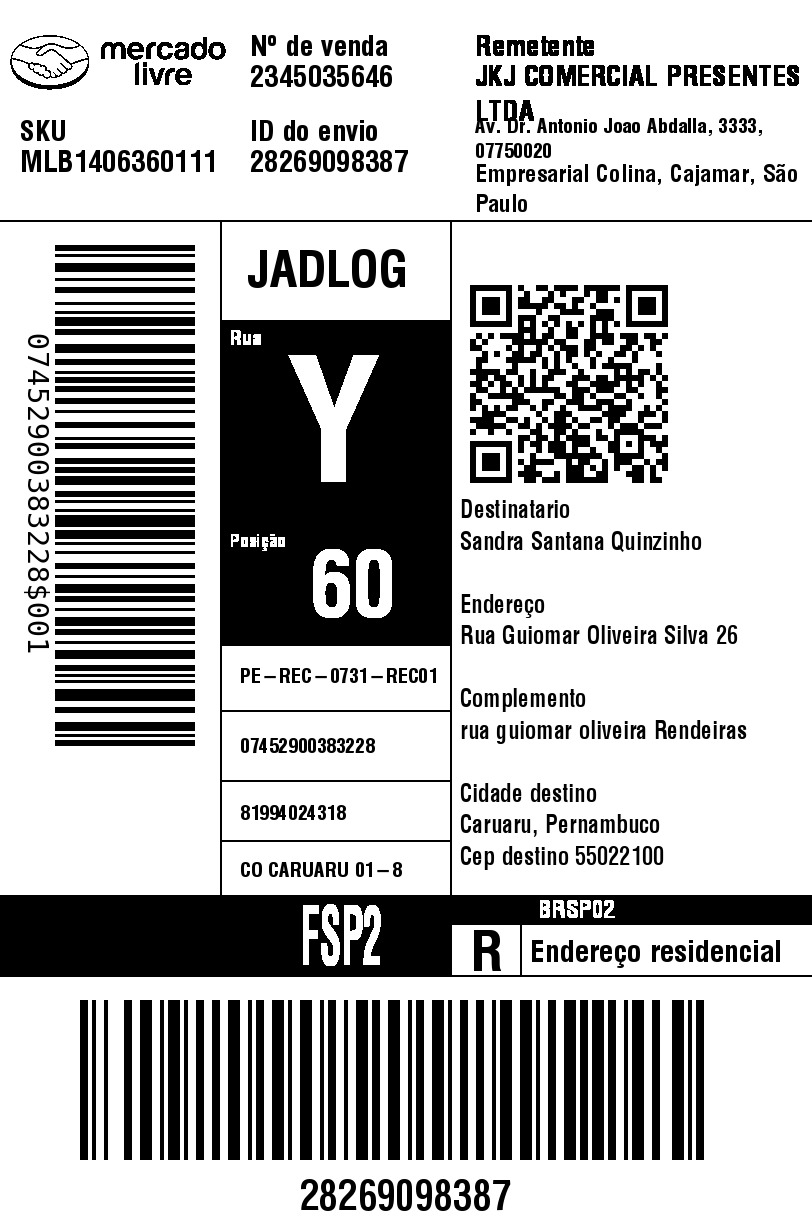 mercado
livre
Nº de venda
2345035646
Remetente
JKJ COMERCIAL PRESENTES
LTDA
Av. Dr. Antonio Joao Abdalla, 3333,
07750020
Empresarial Colina, Cajamar, São
Paulo
SKU
MLB1406360111
ID do envio
28269098387
07452900383228$001
JADLOG
Rua
Y
Posição
60
PE-REC-0731-REC01
07452900383228
81994024318
CO CARUARU 01-8
Destinatario
Sandra Santana Quinzinho
Endereço
Rua Guiomar Oliveira Silva 26
Complemento
rua guiomar oliveira Rendeiras
Cidade destino
Caruaru, Pernambuco
Cep destino 55022100
FSP2
BRSP02
R
Endereço residencial
28269098387